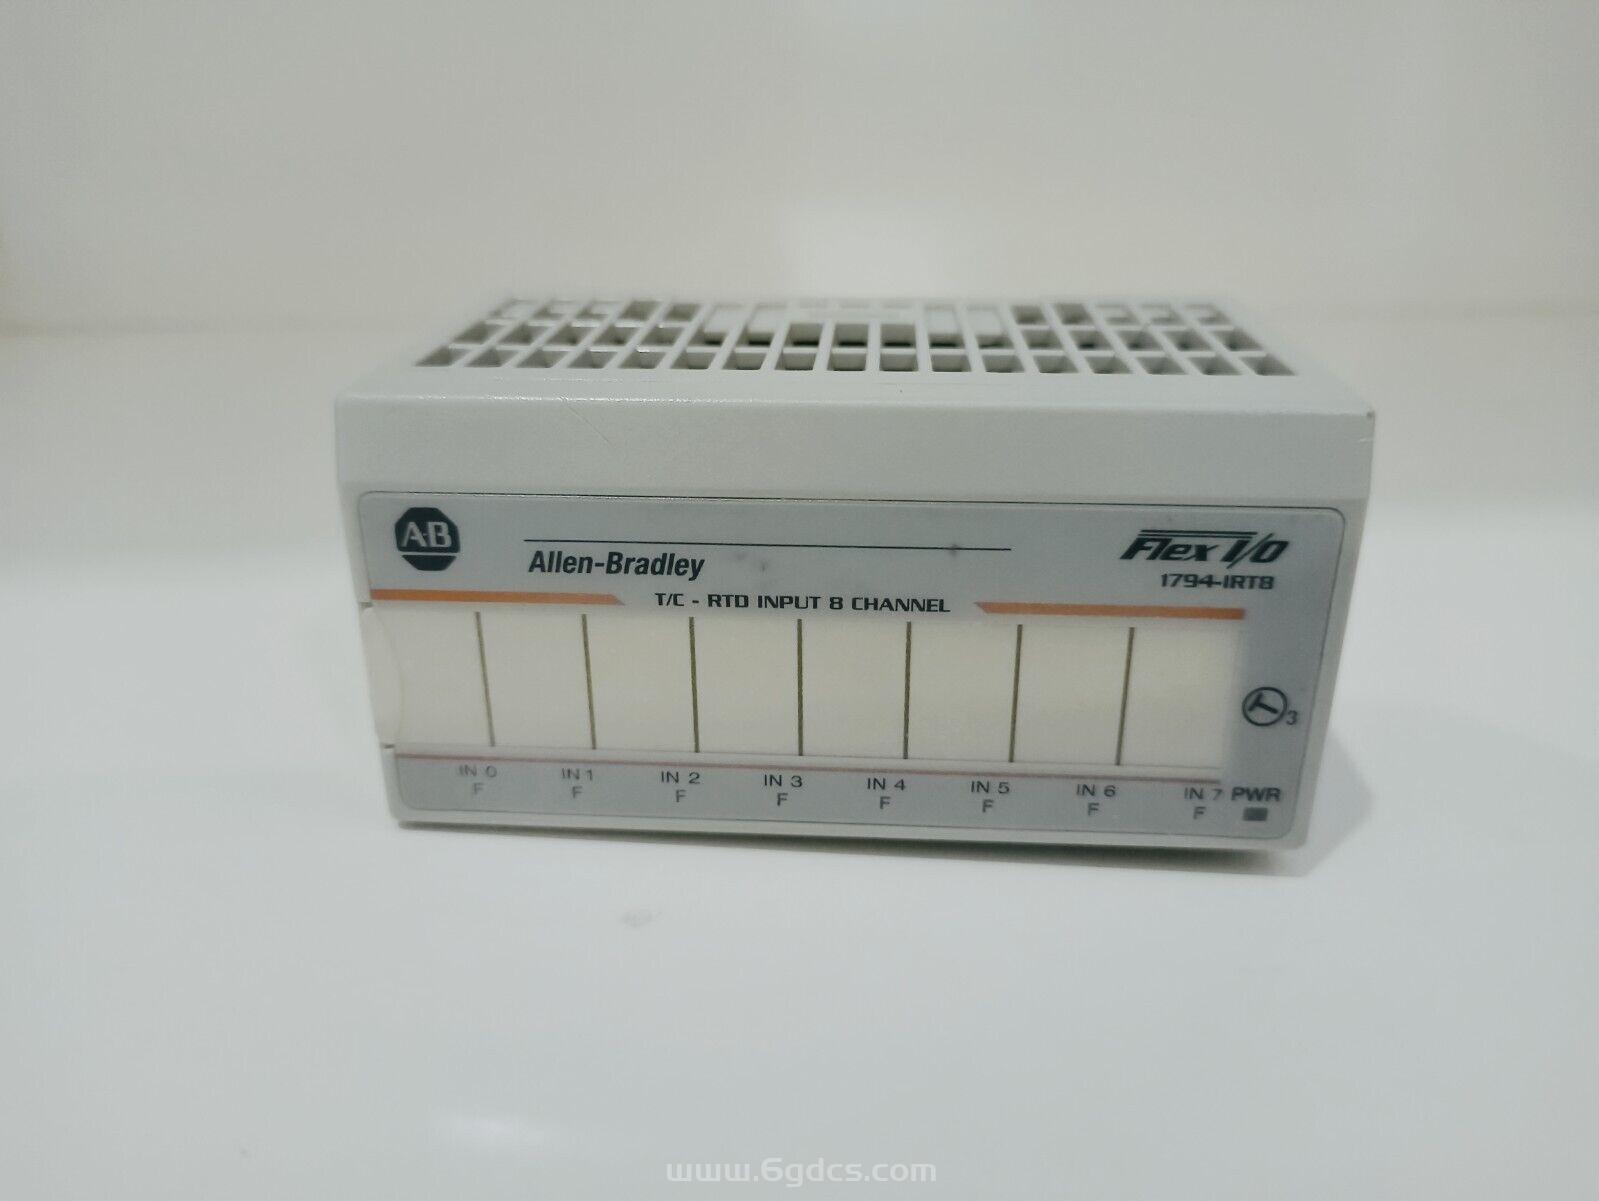 A-B
Allen-Bradley
Flex I/O
1794-IRT8
T/C - RTD INPUT 8 CHANNEL
3
IN 0 IN 1 IN 2 IN 3 IN 4 IN 5 IN 6 IN 7 PWR
F F F F F F F F
www.6gdcs.com